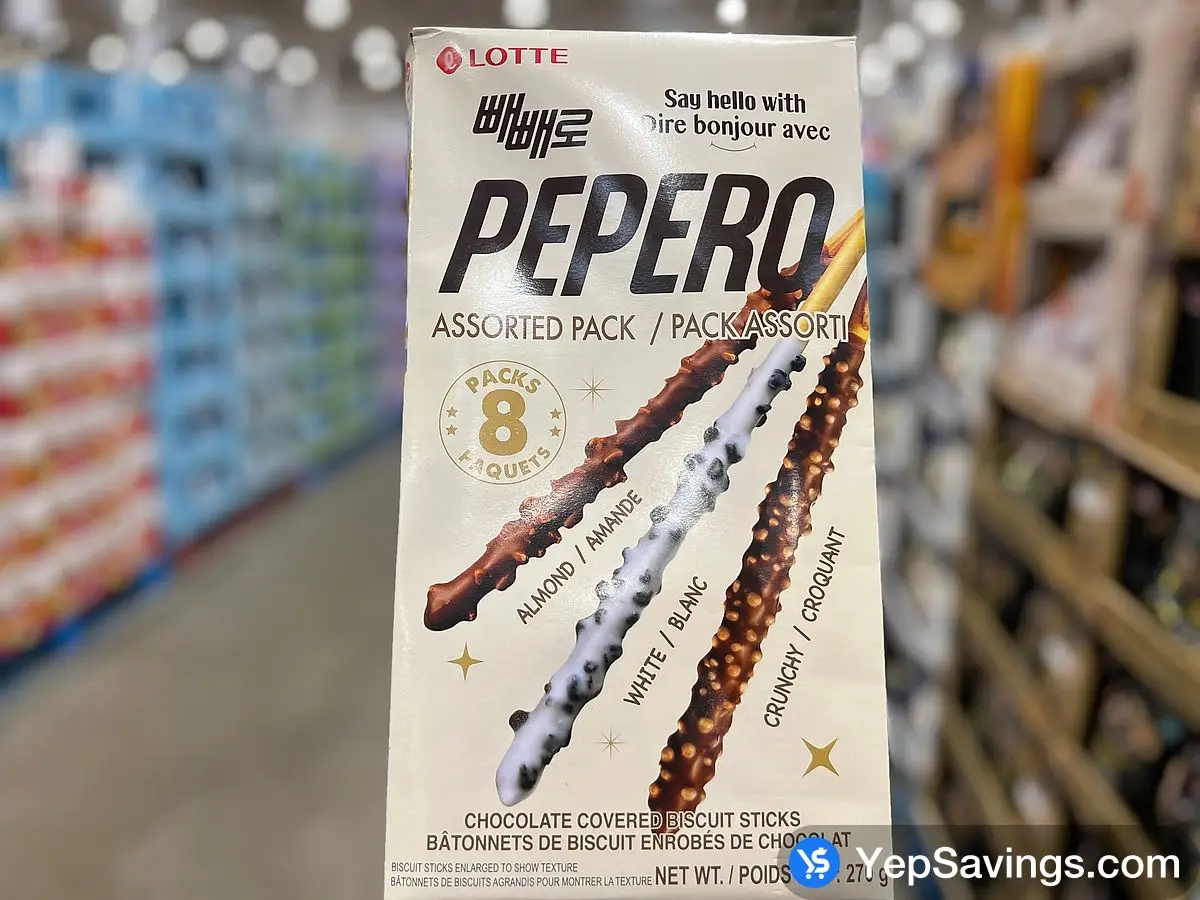 LOTTE
빼빼로
Say hello with
Dire bonjour avec
PEPERO
ASSORTED PACK / PACK ASSORTI
PACKS
8
PAQUETS
ALMOND / AMANDE
WHITE / BLANC
CRUNCHY / CROQUANT
CHOCOLATE COVERED BISCUIT STICKS
BÂTONNETS DE BISCUIT ENROBÉS DE CHOCOLAT
BISCUIT STICKS ENLARGED TO SHOW TEXTURE
BÂTONNETS DE BISCUITS AGRANDIS POUR MONTRER LA TEXTURE
NET WT. / POIDS
YepSavings.com